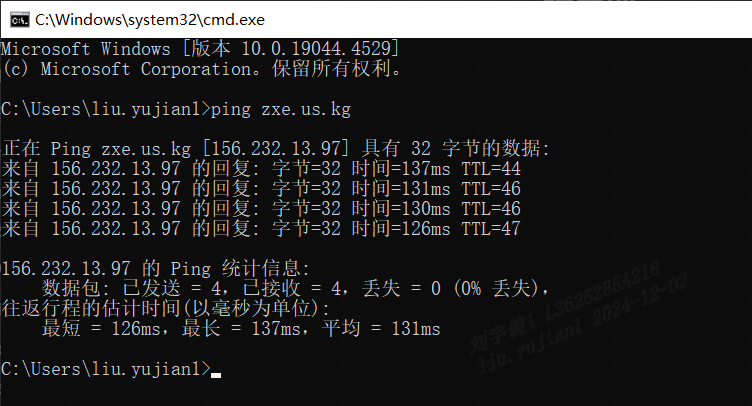 C:\Windows\system32\cmd.exe
Microsoft Windows [版本 10.0.19044.4529]
(c) Microsoft Corporation。保留所有权利。
C:\Users\liu.yujian1>ping zxe.us.kg
正在 Ping zxe.us.kg [156.232.13.97] 具有 32 字节的数据:
来自 156.232.13.97 的回复: 字节=32 时间=137ms TTL=44
来自 156.232.13.97 的回复: 字节=32 时间=131ms TTL=46
来自 156.232.13.97 的回复: 字节=32 时间=130ms TTL=46
来自 156.232.13.97 的回复: 字节=32 时间=126ms TTL=47
156.232.13.97 的 Ping 统计信息:
    数据包: 已发送 = 4，已接收 = 4，丢失 = 0 (0% 丢失)，
往返行程的估计时间(以毫秒为单位):
    最短 = 126ms，最长 = 137ms，平均 = 131ms
C:\Users\liu.yujian1>
liu.yujian1 2024-12-02